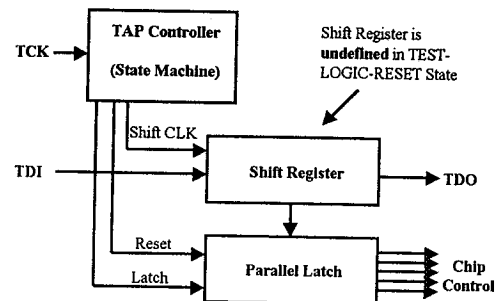 TAP Controller
(State Machine)
TCK
Shift Register is
undefined in TEST-
LOGIC-RESET State
Shift CLK
TDI
Shift Register
TDO
Reset
Latch
Parallel Latch
Chip
Control